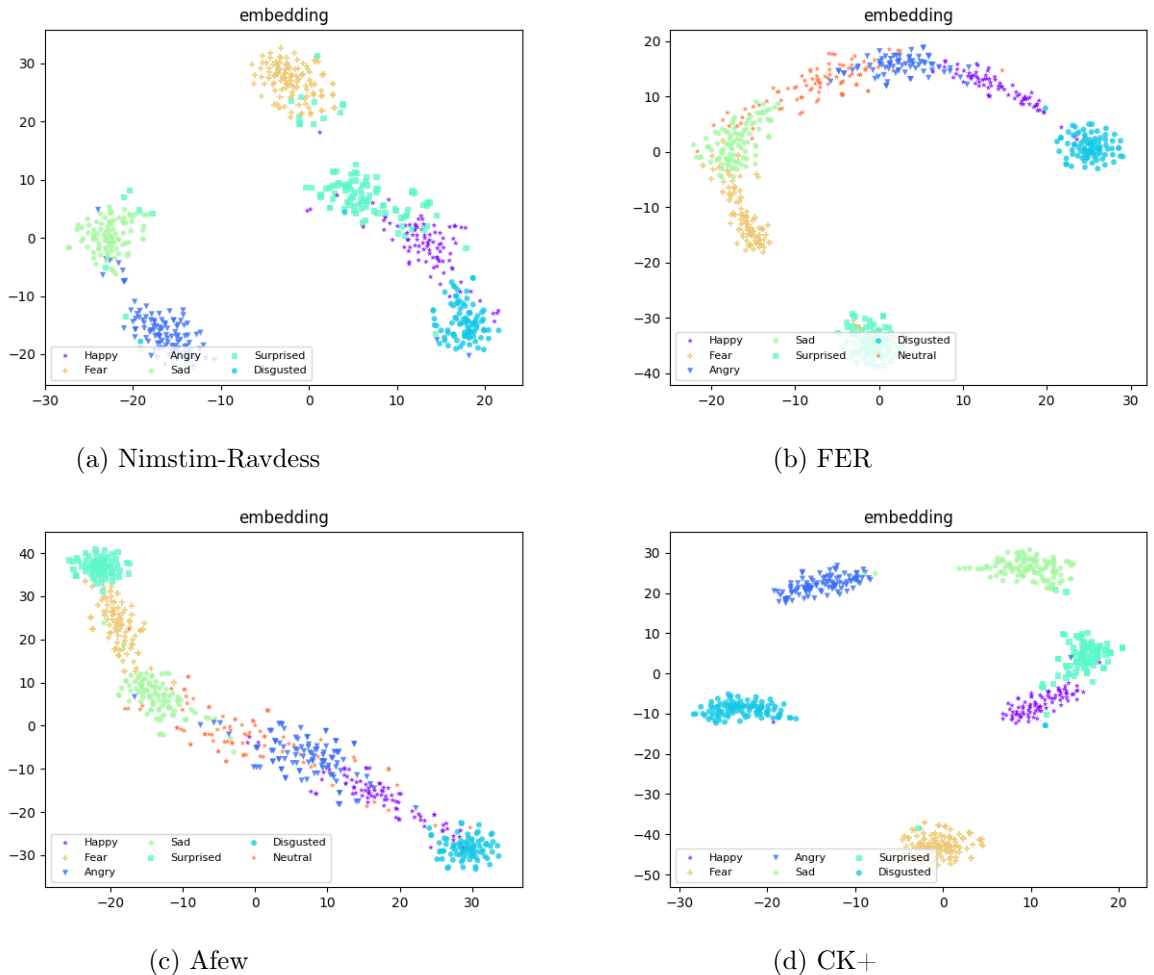 embedding
30
20
10
0
−10
−20
−30 −20 −10 0 10 20
Happy Angry Surprised
Fear Sad Disgusted
(a) Nimstim-Ravdess
embedding
20
10
0
−10
−20
−30
−40
−20 −10 0 10 20 30
Happy Sad Disgusted
Fear Surprised Neutral
Angry
(b) FER
embedding
40
30
20
10
0
−10
−20
−30
−20 −10 0 10 20 30
Happy Sad Disgusted
Fear Surprised Neutral
Angry
(c) Afew
embedding
30
20
10
0
−10
−20
−30
−40
−50
−30 −20 −10 0 10 20
Happy Angry Surprised
Fear Sad Disgusted
(d) CK+